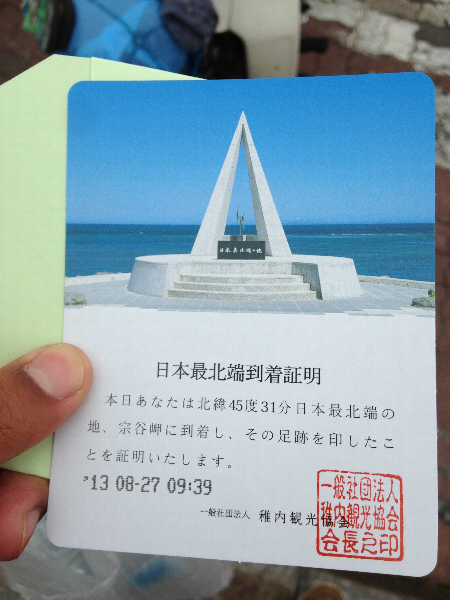 日本最北端の地
日本最北端到着証明
本日あなたは北緯45度31分日本最北端の
地、宗谷岬に到着し、その足跡を印したこ
とを証明いたします。
'13 08-27 09:39
一般社団法人 稚内観光協会
一般社団法人
稚内観光協会
会長之印